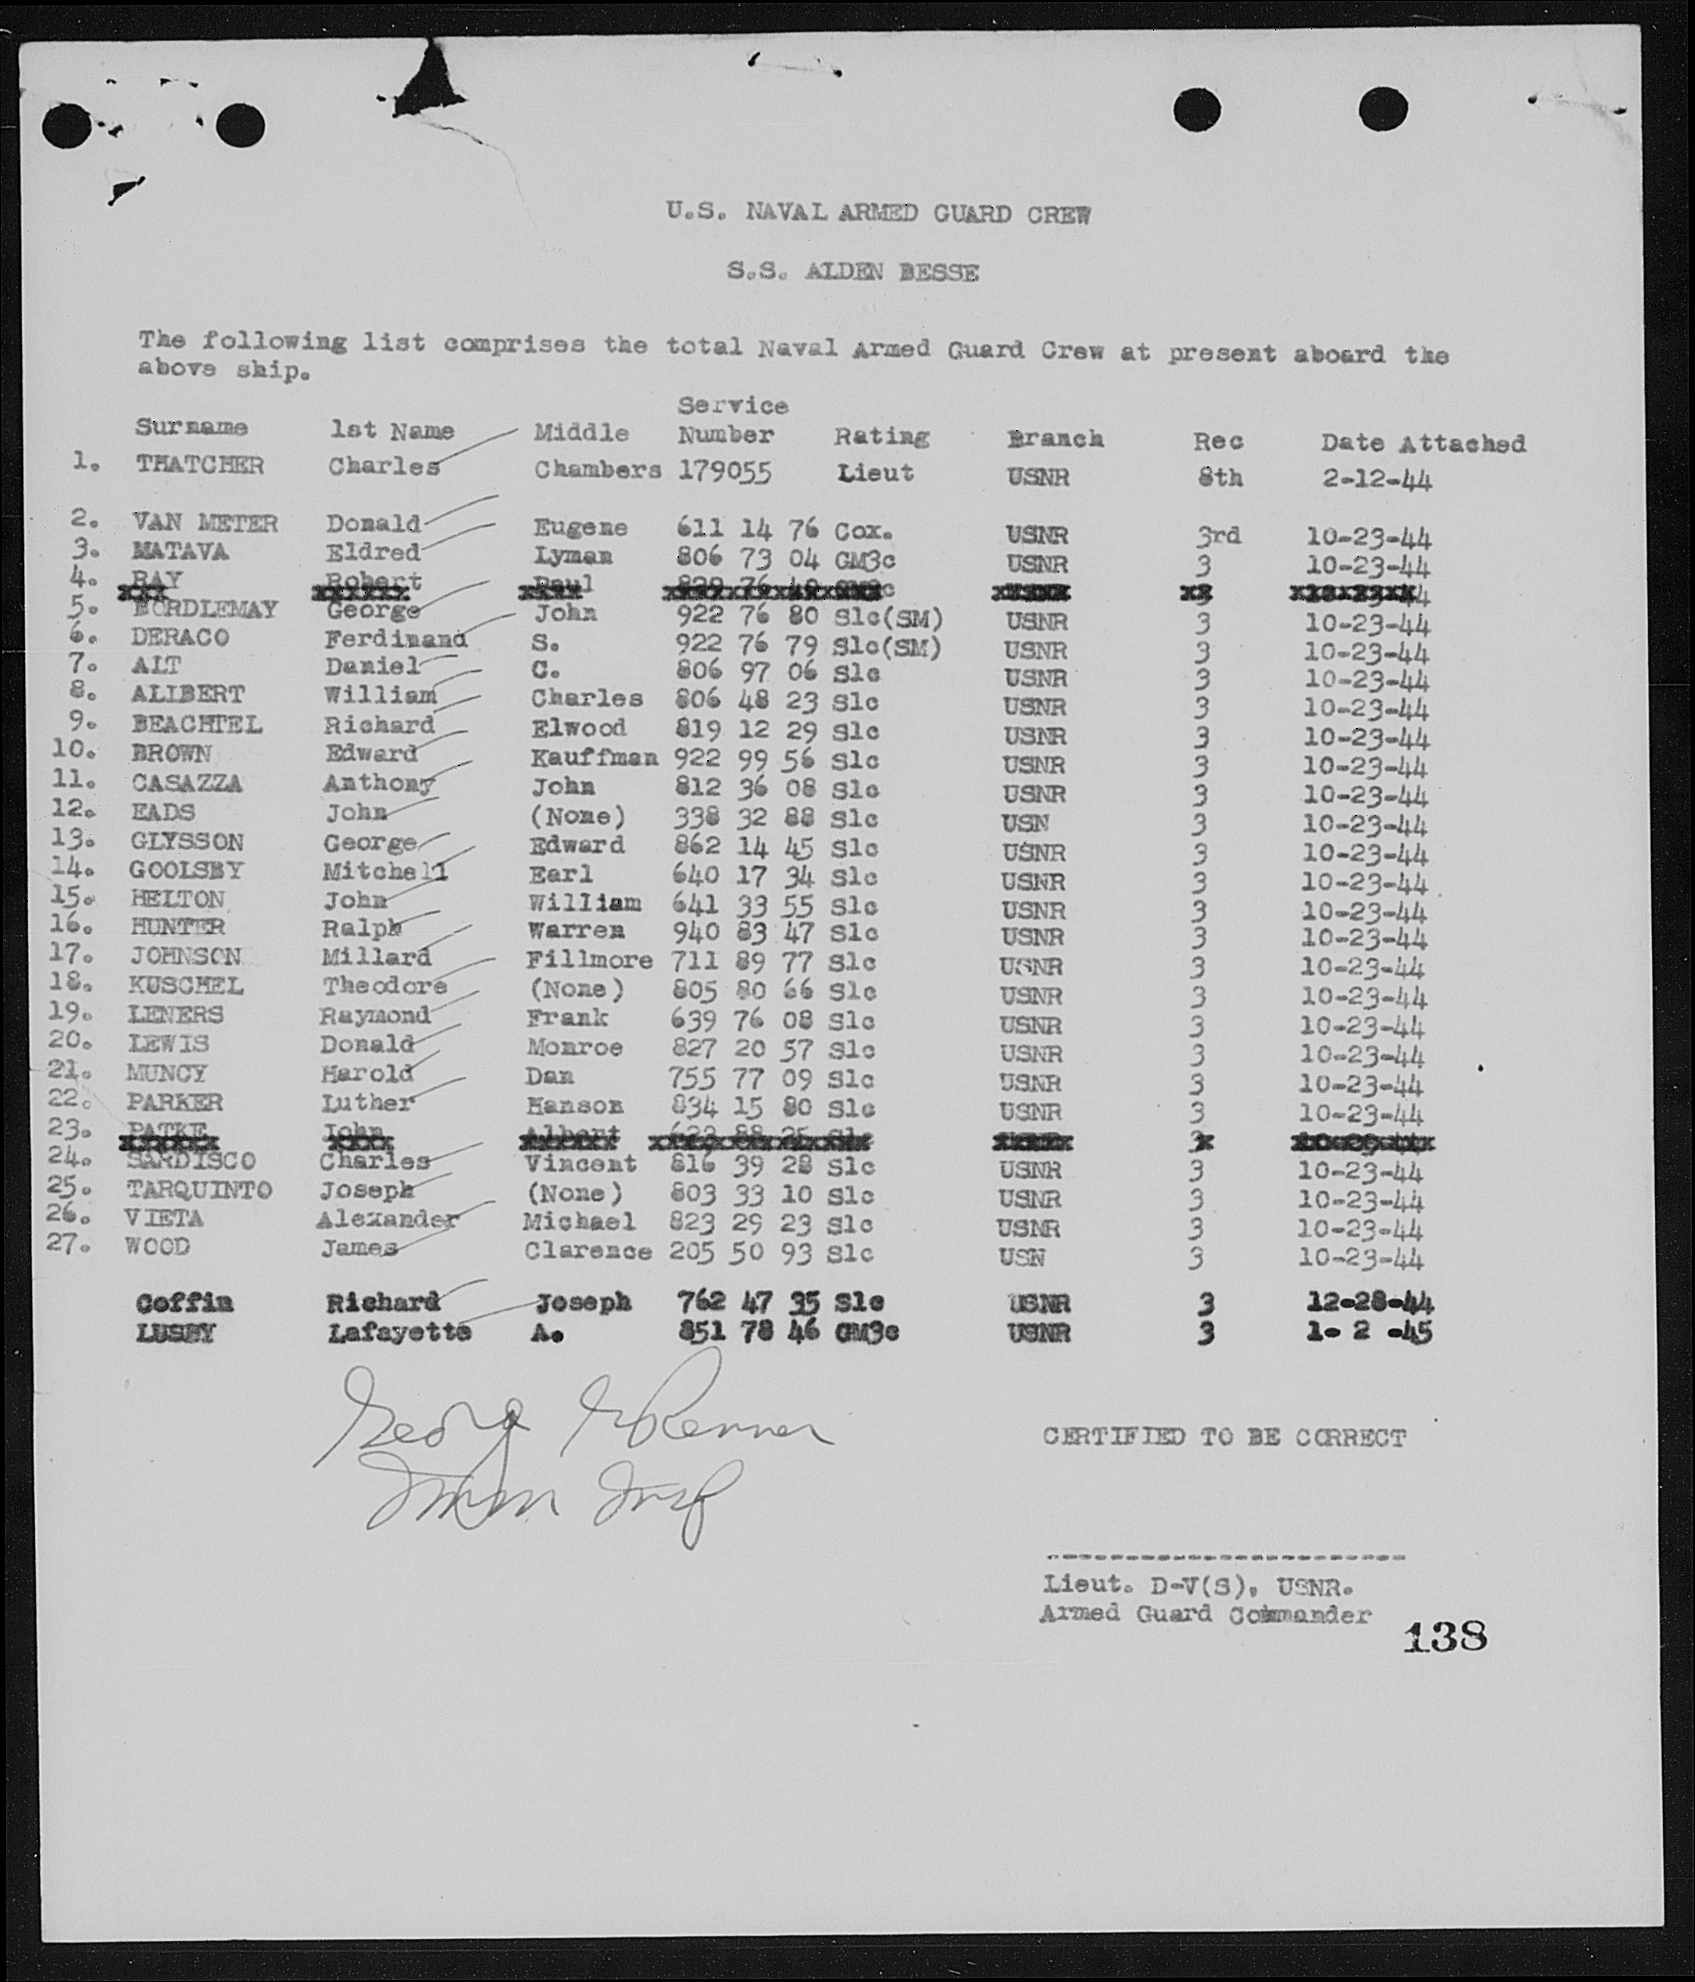 U.S. NAVAL ARMED GUARD CREW
S.S. ALDEN BESSE
The following list comprises the total Naval Armed Guard Crew at present aboard the
above ship.
Service
Surname 1st Name Middle Number Rating Branch Rec Date Attached
1. THATCHER Charles Chambers 179055 Lieut USNR 8th 2-12-44
2. VAN METER Donald Eugene 611 14 76 Cox. USNR 3rd 10-23-44
3. MATAVA Eldred Lyman 806 73 04 GM3c USNR 3 10-23-44
4. RAY Robert Paul
5. BORDLEMAY George John 922 76 80 S1c(SM) USNR 3 10-23-44
6. DERACO Ferdinand S. 922 76 79 S1c(SM) USNR 3 10-23-44
7. ALT Daniel C. 806 97 06 S1c USNR 3 10-23-44
8. ALIBERT William Charles 806 48 23 S1c USNR 3 10-23-44
9. BEACHTEL Richard Elwood 819 12 29 S1c USNR 3 10-23-44
10. BROWN Edward Kauffman 922 99 56 S1c USNR 3 10-23-44
11. CASAZZA Anthony John 812 36 08 S1c USNR 3 10-23-44
12. EADS John (None) 338 32 88 S1c USN 3 10-23-44
13. GLYSSON George Edward 862 14 45 S1c USNR 3 10-23-44
14. GOOLSBY Mitchell Earl 640 17 34 S1c USNR 3 10-23-44
15. HELTON John William 641 33 55 S1c USNR 3 10-23-44
16. HUNTER Ralph Warren 940 83 47 S1c USNR 3 10-23-44
17. JOHNSON Millard Fillmore 711 89 77 S1c USNR 3 10-23-44
18. KUSCHEL Theodore (None) 805 80 66 S1c USNR 3 10-23-44
19. LENERS Raymond Frank 639 76 08 S1c USNR 3 10-23-44
20. LEWIS Donald Monroe 827 20 57 S1c USNR 3 10-23-44
21. MUNCY Harold Dan 755 77 09 S1c USNR 3 10-23-44
22. PARKER Luther Hanson 834 15 80 S1c USNR 3 10-23-44
23. PATKE John Albert
24. SARDISCO Charles Vincent 816 39 28 S1c USNR 3 10-23-44
25. TARQUINTO Joseph (None) 803 33 10 S1c USNR 3 10-23-44
26. VIETA Alexander Michael 823 29 23 S1c USNR 3 10-23-44
27. WOOD James Clarence 205 50 93 S1c USN 3 10-23-44
Coffin Richard Joseph 762 47 35 S1c USNR 3 12-28-44
LUSBY Lafayette A. 851 78 46 GM3c USNR 3 1- 2 -45
CERTIFIED TO BE CORRECT
Lieut. D-V(S), USNR.
Armed Guard Commander
138